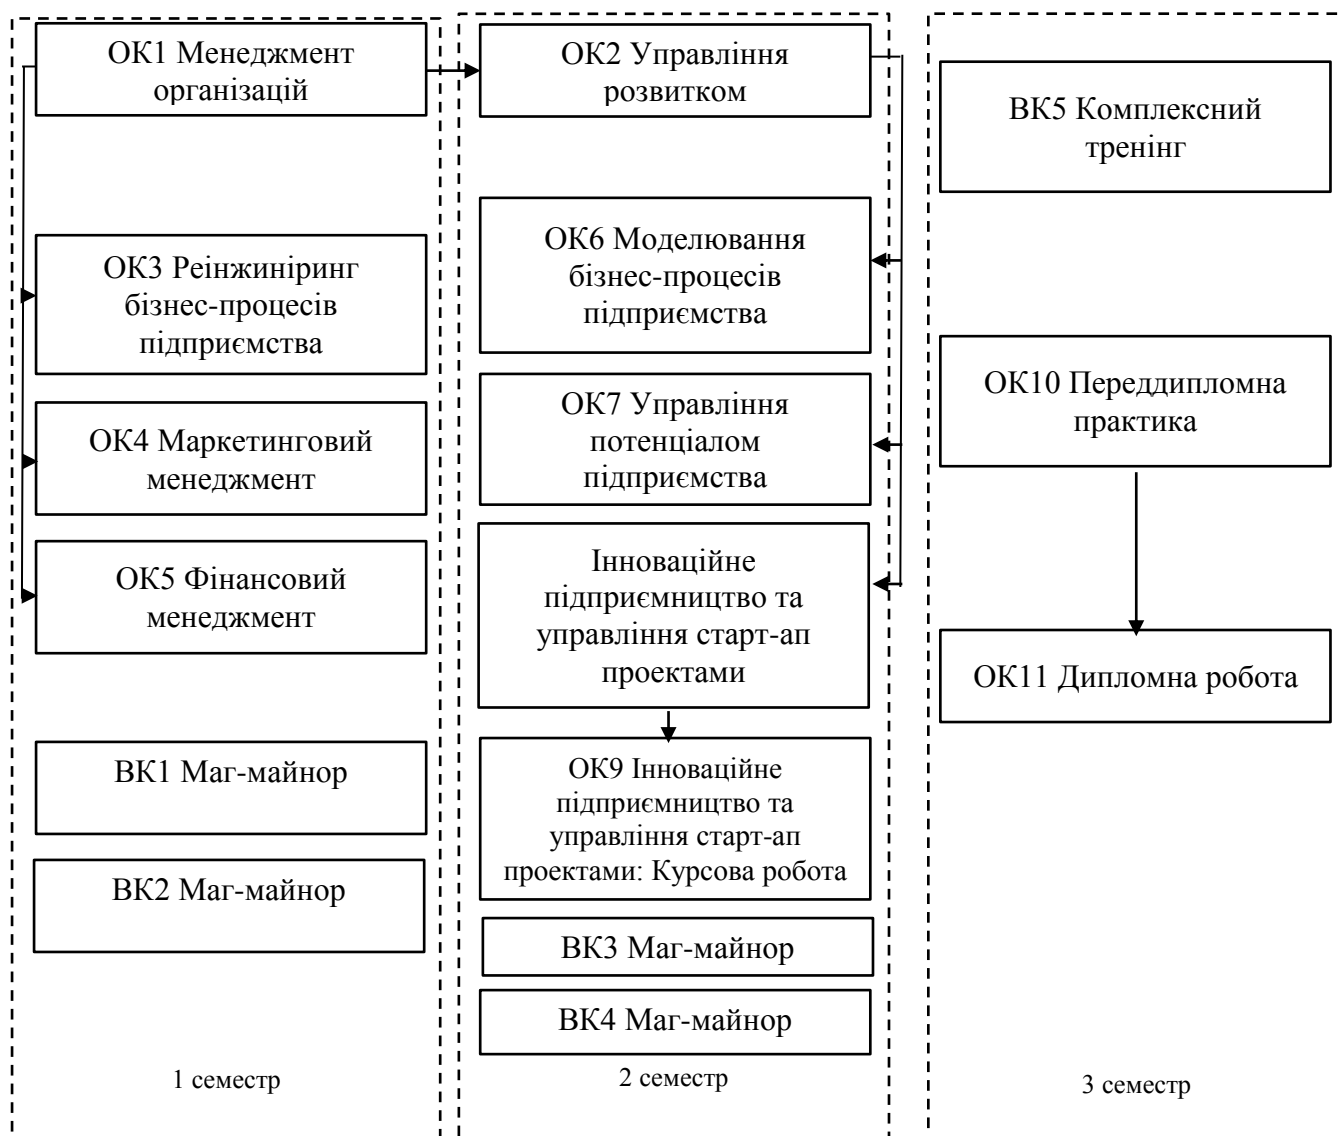 ОК1 Менеджмент
організацій
ОК3 Реінжиніринг
бізнес-процесів
підприємства
ОК4 Маркетинговий
менеджмент
ОК5 Фінансовий
менеджмент
ВК1 Маг-майнор
ВК2 Маг-майнор
1 семестр
ОК2 Управління
розвитком
ОК6 Моделювання
бізнес-процесів
підприємства
ОК7 Управління
потенціалом
підприємства
Інноваційне
підприємництво та
управління старт-ап
проектами
ОК9 Інноваційне
підприємництво та
управління старт-ап
проектами: Курсова робота
ВК3 Маг-майнор
ВК4 Маг-майнор
2 семестр
ВК5 Комплексний
тренінг
ОК10 Переддипломна
практика
ОК11 Дипломна робота
3 семестр